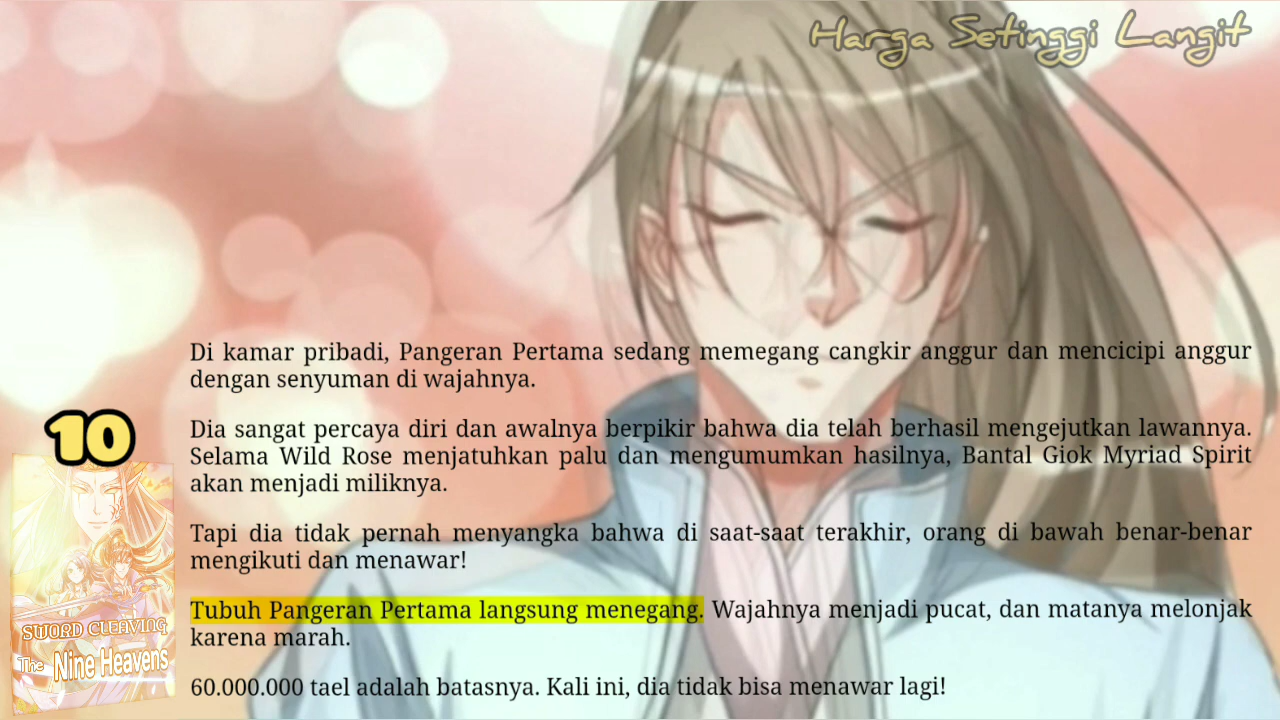 Harga Setinggi Langit
Di kamar pribadi, Pangeran Pertama sedang memegang cangkir anggur dan mencicipi anggur
dengan senyuman di wajahnya.
Dia sangat percaya diri dan awalnya berpikir bahwa dia telah berhasil mengejutkan lawannya.
Selama Wild Rose menjatuhkan palu dan mengumumkan hasilnya, Bantal Giok Myriad Spirit
akan menjadi miliknya.
Tapi dia tidak pernah menyangka bahwa di saat-saat terakhir, orang di bawah benar-benar
mengikuti dan menawar!
Tubuh Pangeran Pertama langsung menegang. Wajahnya menjadi pucat, dan matanya melonjak
karena marah.
60.000.000 tael adalah batasnya. Kali ini, dia tidak bisa menawar lagi!
10
SWORD CLEAVING
The Nine Heavens